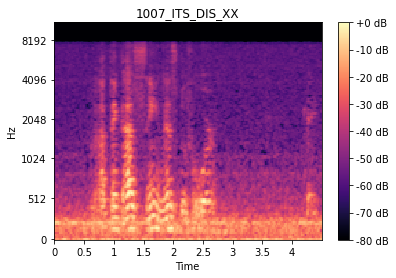 1007_ITS_DIS_XX
+0 dB
8192
-10 dB
4096
-20 dB
-30 dB
2048
-40 dB
Hz
1024
-50 dB
512
-60 dB
-70 dB
0
-80 dB
0 0.5 1 1.5 2 2.5 3 3.5 4
Time